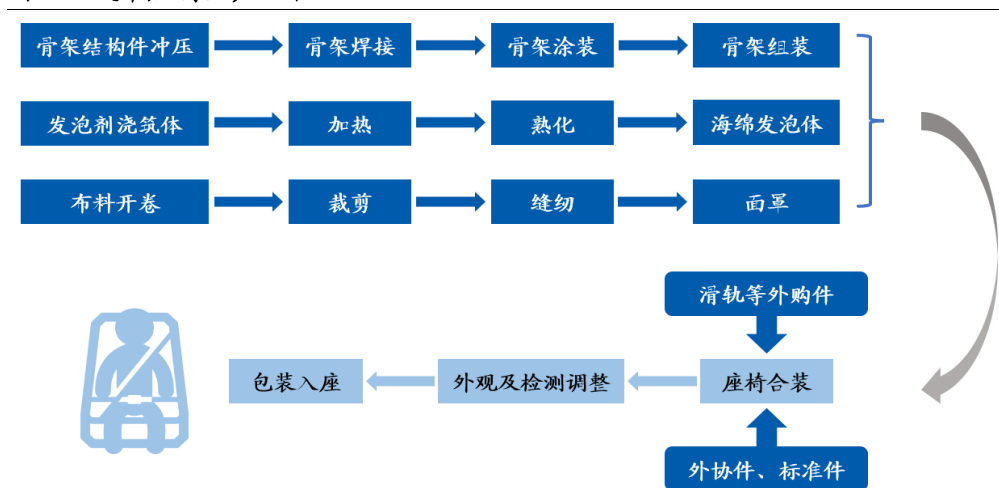 骨架结构件冲压 骨架焊接 骨架涂装 骨架组装
发泡剂浇筑体 加热 熟化 海绵发泡体
布料开卷 裁剪 缝纫 面罩
滑轨等外购件
包装入座 外观及检测调整 座椅合装
外协件、标准件